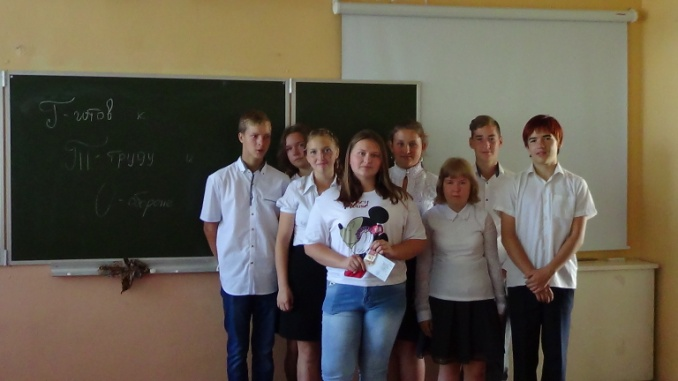 Г - готов к
Т - труду и
О - обороне